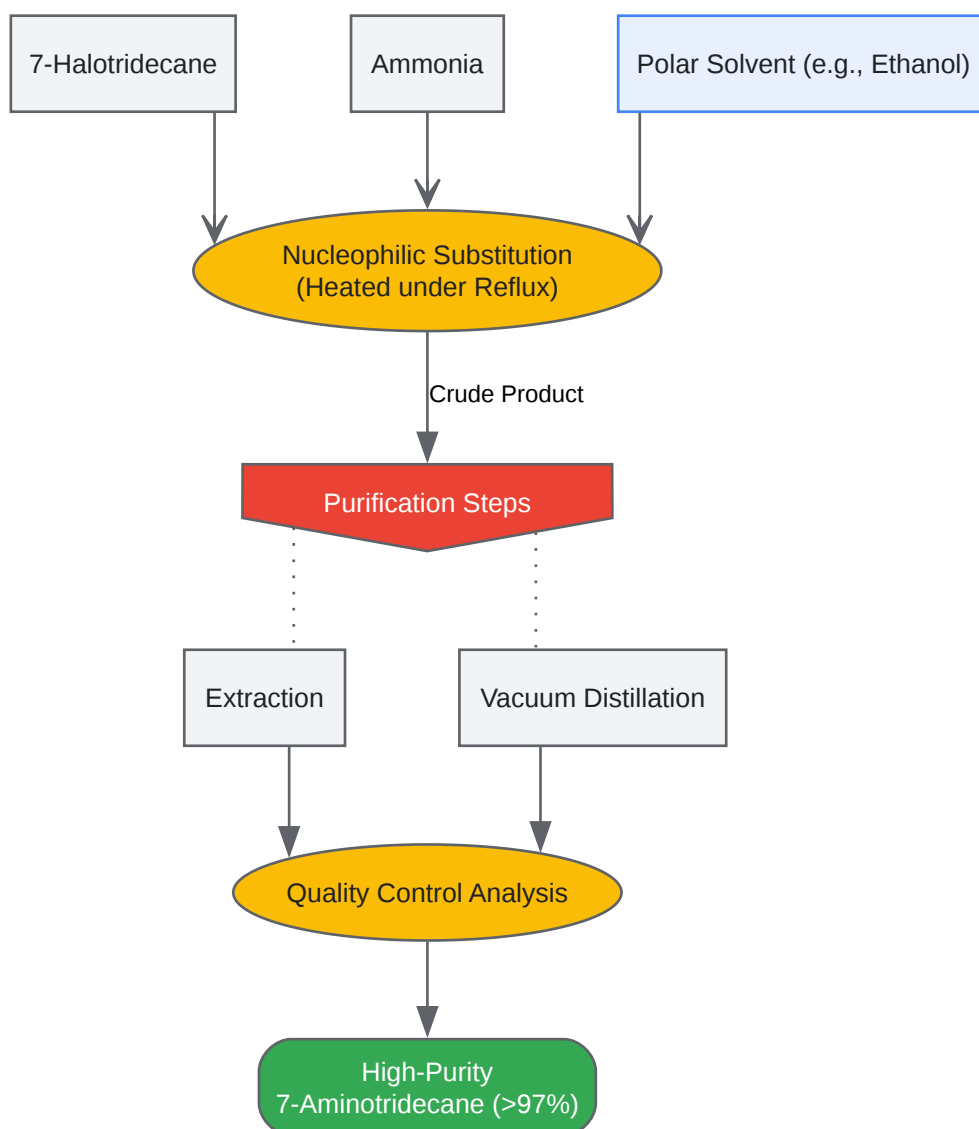 7-Halotridecane
Ammonia
Polar Solvent (e.g., Ethanol)
Nucleophilic Substitution
(Heated under Reflux)
Crude Product
Purification Steps
Extraction
Vacuum Distillation
Quality Control Analysis
High-Purity
7-Aminotridecane (>97%)